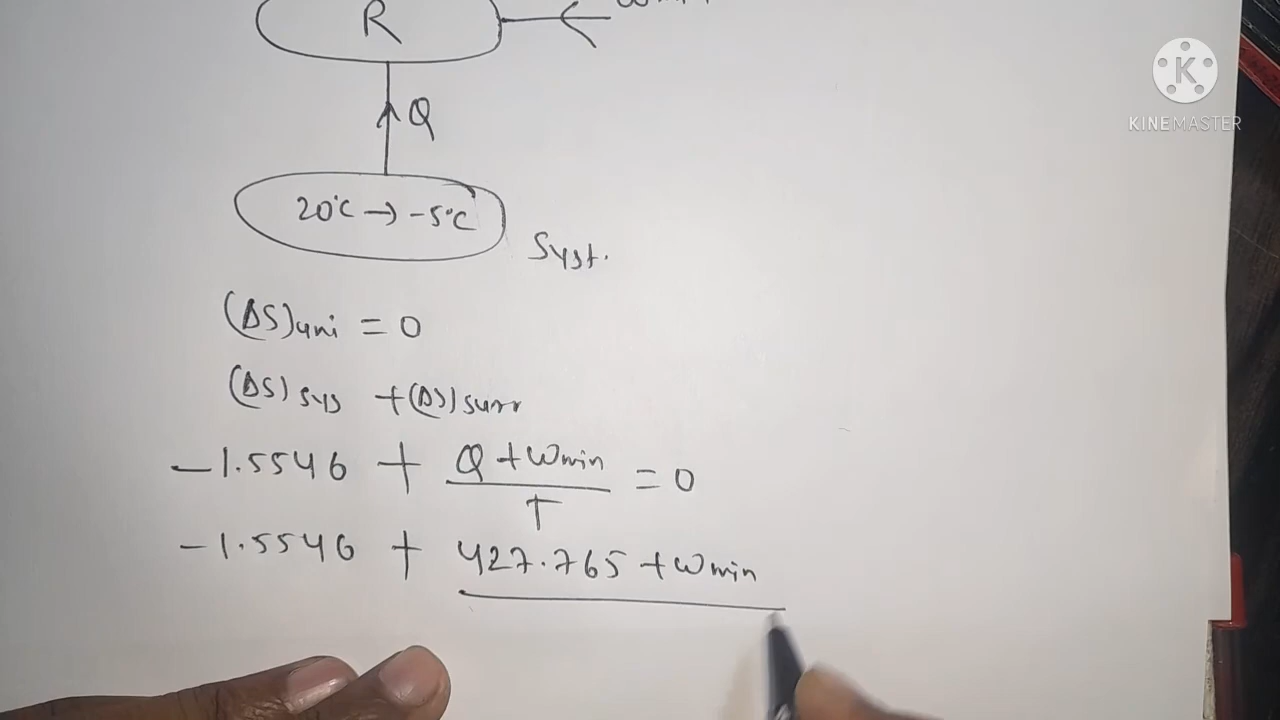 R
Q
20°C → -5°C
Syst.
(ΔS)uni = 0
(ΔS)sys + (ΔS)surr
-1.5546 + Q + Wmin / T = 0
-1.5546 + 427.765 + Wmin
K
KINEMASTER